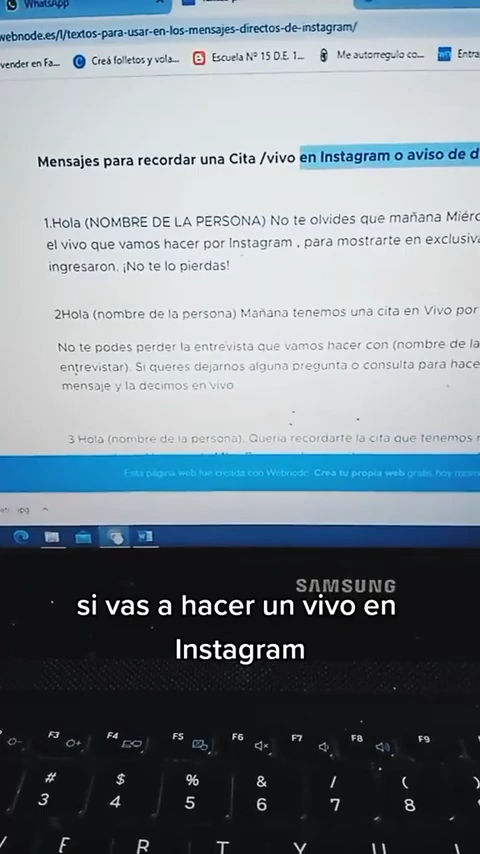 WhatsApp
webnode.es/l/textos-para-usar-en-los-mensajes-directos-de-instagram/
vender en Fa...
Creá folletos y vola...
Escuela N° 15 D.E. 1...
Me autorregulo co...
Entra
Mensajes para recordar una Cita /vivo en Instagram o aviso de d
1.Hola (NOMBRE DE LA PERSONA) No te olvides que mañana Miérc
el vivo que vamos hacer por Instagram , para mostrarte en exclusiva
ingresaron. ¡No te lo pierdas!
2Hola (nombre de la persona) Mañana tenemos una cita en Vivo por
No te podes perder la entrevista que vamos hacer con (nombre de la
entrevistar). Si queres dejarnos alguna pregunta o consulta para hace
mensaje y la decimos en vivo
3 Hola (nombre de la persona). Quería recordarte la cita que tenemos
Esta página web fue creada con Webnode. Crea tu propia web gratis hoy mismo
.jpg
SAMSUNG
si vas a hacer un vivo en
Instagram
F3 F4 F5 F6 F7 F8 F9
# $ % & / ( )
3 4 5 6 7 8
E R T Y U